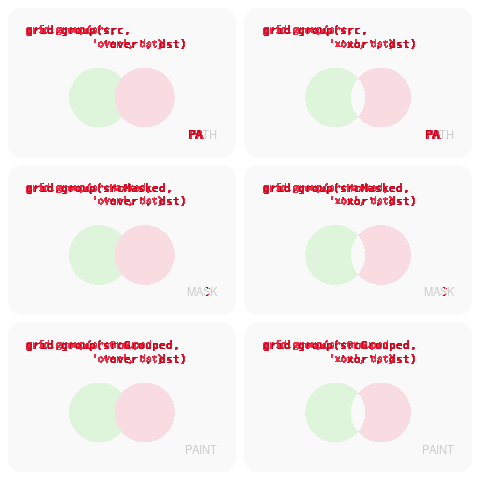 grid.group(src,
'over', dst)
PATH
grid.group(src,
'xor', dst)
PATH
grid.group(srcMasked,
'over', dst)
MASK
grid.group(srcMasked,
'xor', dst)
MASK
grid.group(srcGrouped,
'over', dst)
PAINT
grid.group(srcGrouped,
'xor', dst)
PAINT